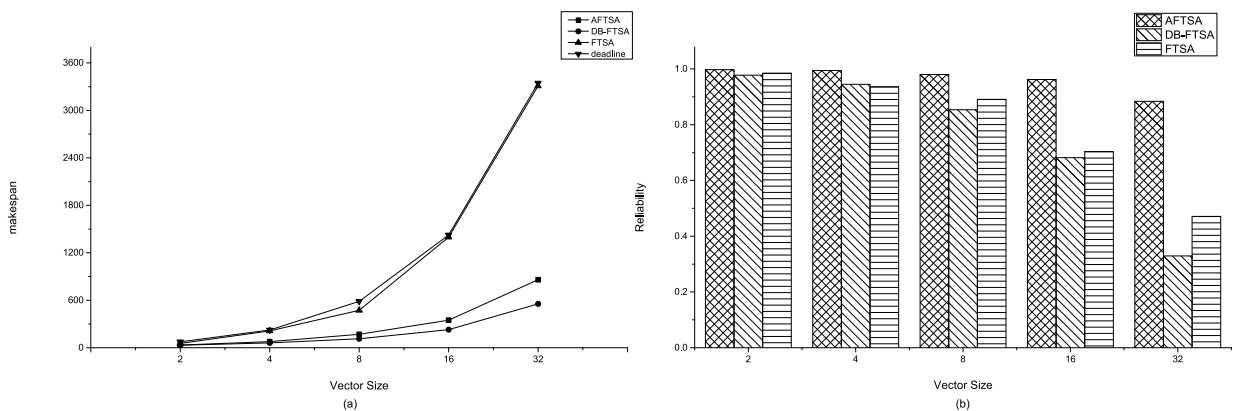 AFTSA
DB-FTSA
FTSA
deadline
3600
3000
2400
1800
1200
600
0
makespan
2
4
8
16
32
Vector Size
(a)
AFTSA
DB-FTSA
FTSA
1.0
0.8
0.6
0.4
0.2
0.0
Reliability
2
4
8
16
32
Vector Size
(b)